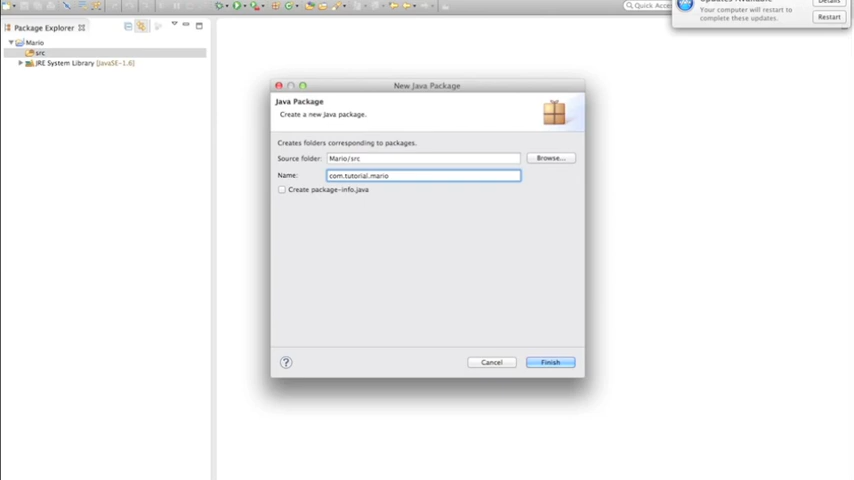 Quick Access
Updates Available
Your computer will restart to
complete these updates.
Details
Restart
Package Explorer
Mario
src
JRE System Library [JavaSE-1.6]
New Java Package
Java Package
Create a new Java package.
Creates folders corresponding to packages.
Source folder: Mario/src Browse...
Name: com.tutorial.mario
Create package-info.java
? Cancel Finish